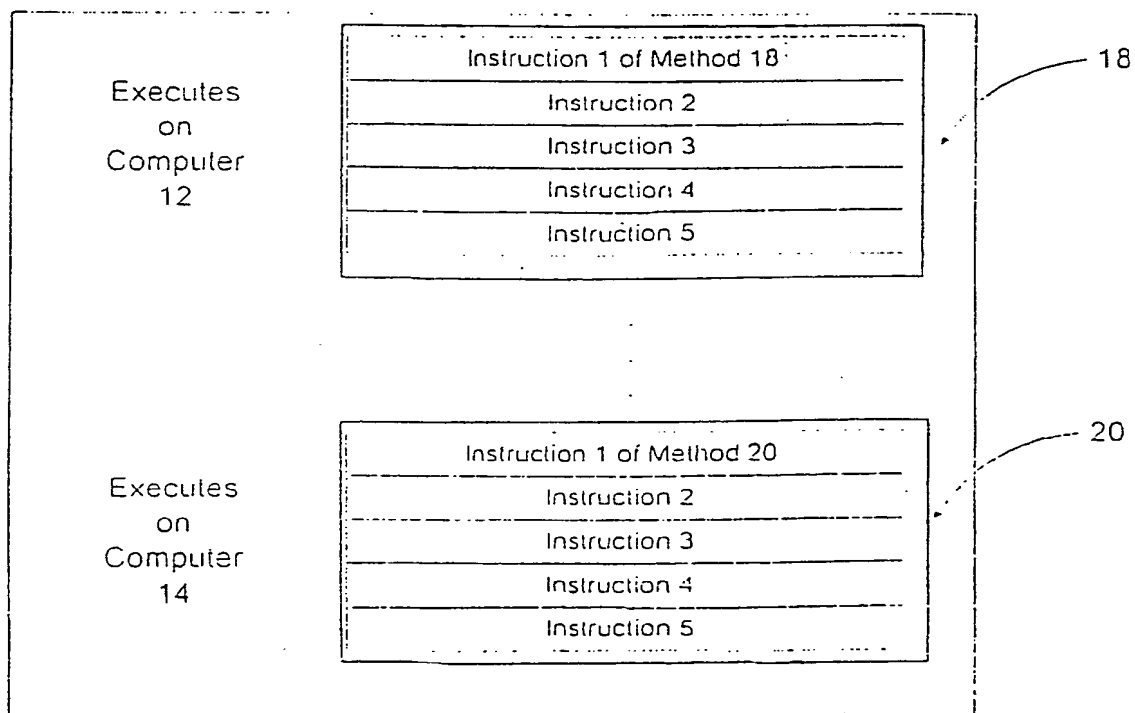 Executes
on
Computer
12
Instruction 1 of Method 18
Instruction 2
Instruction 3
Instruction 4
Instruction 5
18
Executes
on
Computer
14
Instruction 1 of Method 20
Instruction 2
Instruction 3
Instruction 4
Instruction 5
20